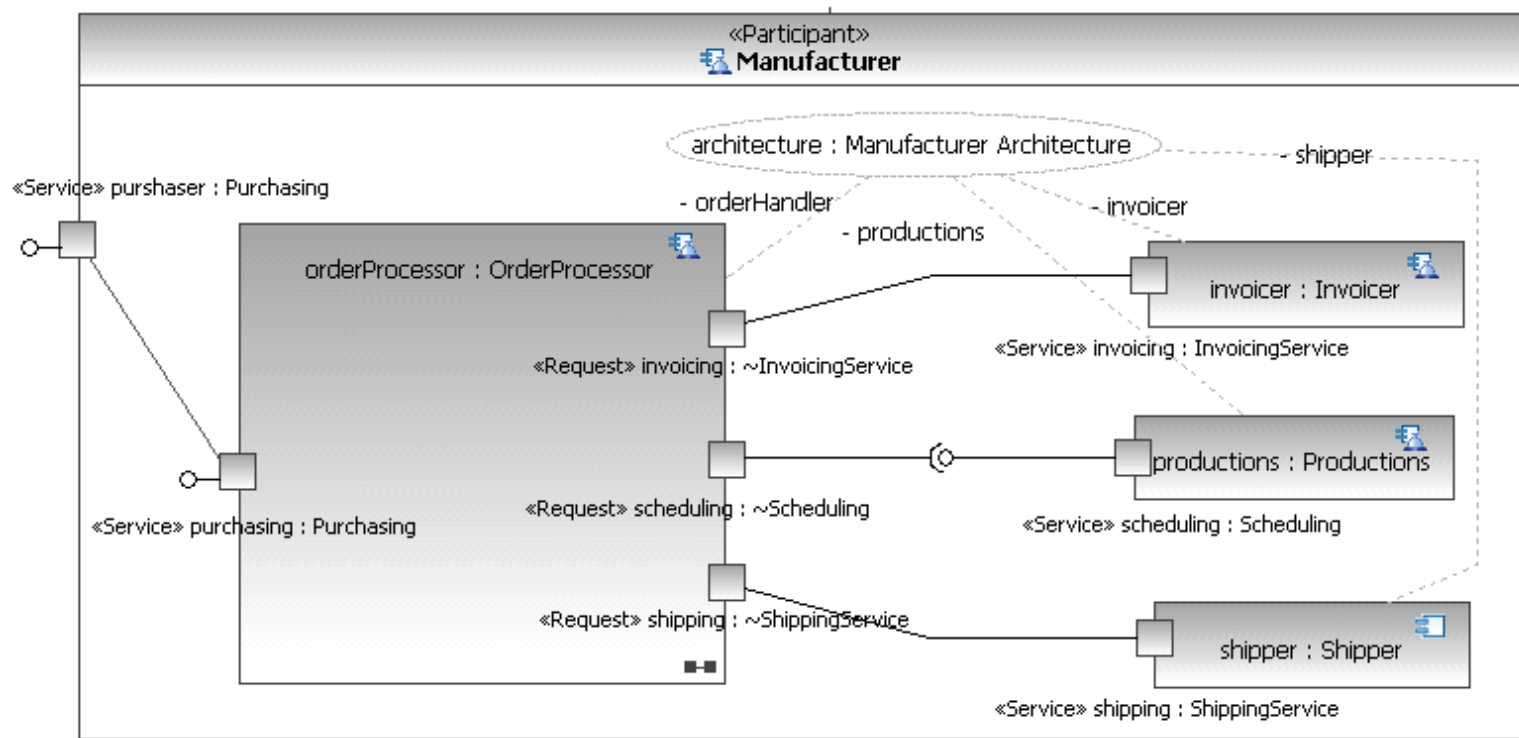 «Participant»
Manufacturer
architecture : Manufacturer Architecture
- shipper
«Service» purshaser : Purchasing
- orderHandler
- invoicer
- productions
orderProcessor : OrderProcessor
invoicer : Invoicer
«Service» invoicing : InvoicingService
«Request» invoicing : ~InvoicingService
productions : Productions
«Request» scheduling : ~Scheduling
«Service» scheduling : Scheduling
«Service» purchasing : Purchasing
«Request» shipping : ~ShippingService
shipper : Shipper
«Service» shipping : ShippingService